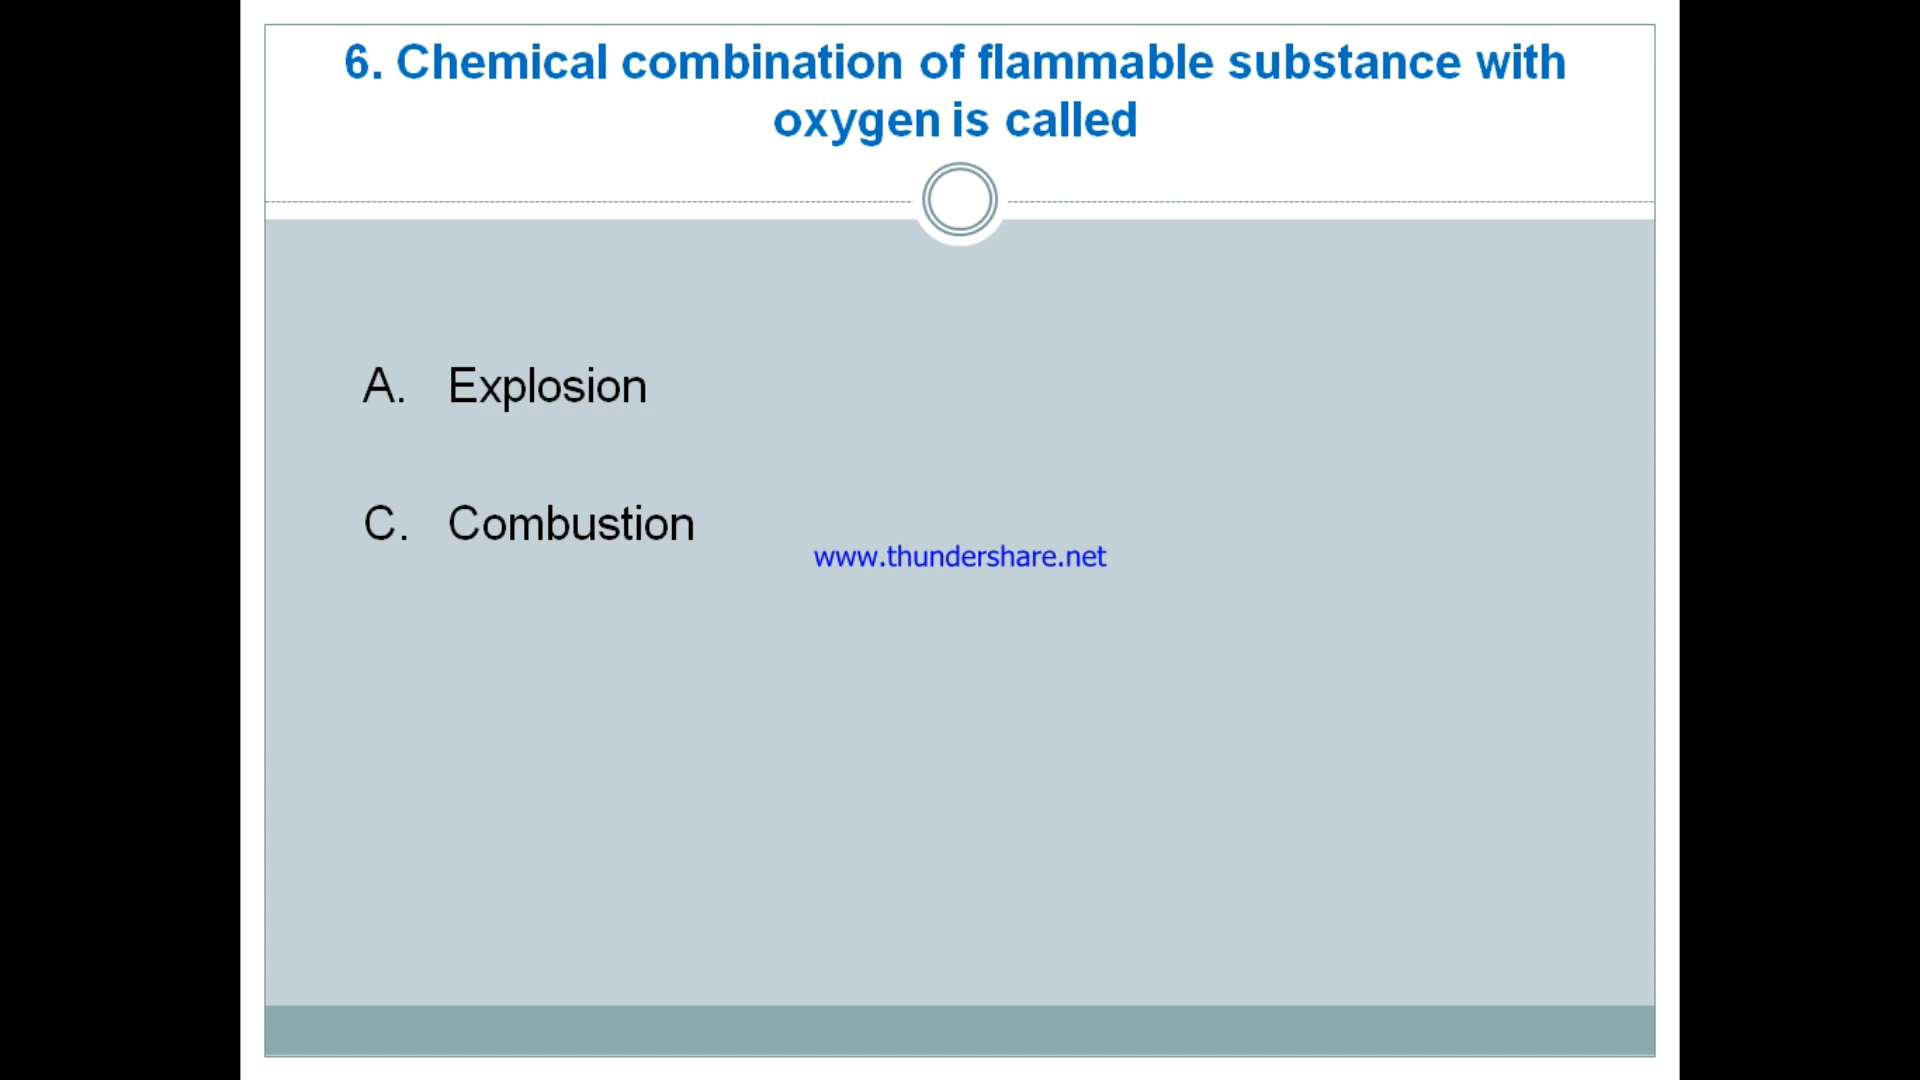 6. Chemical combination of flammable substance with
oxygen is called
A. Explosion
C. Combustion
www.thundershare.net